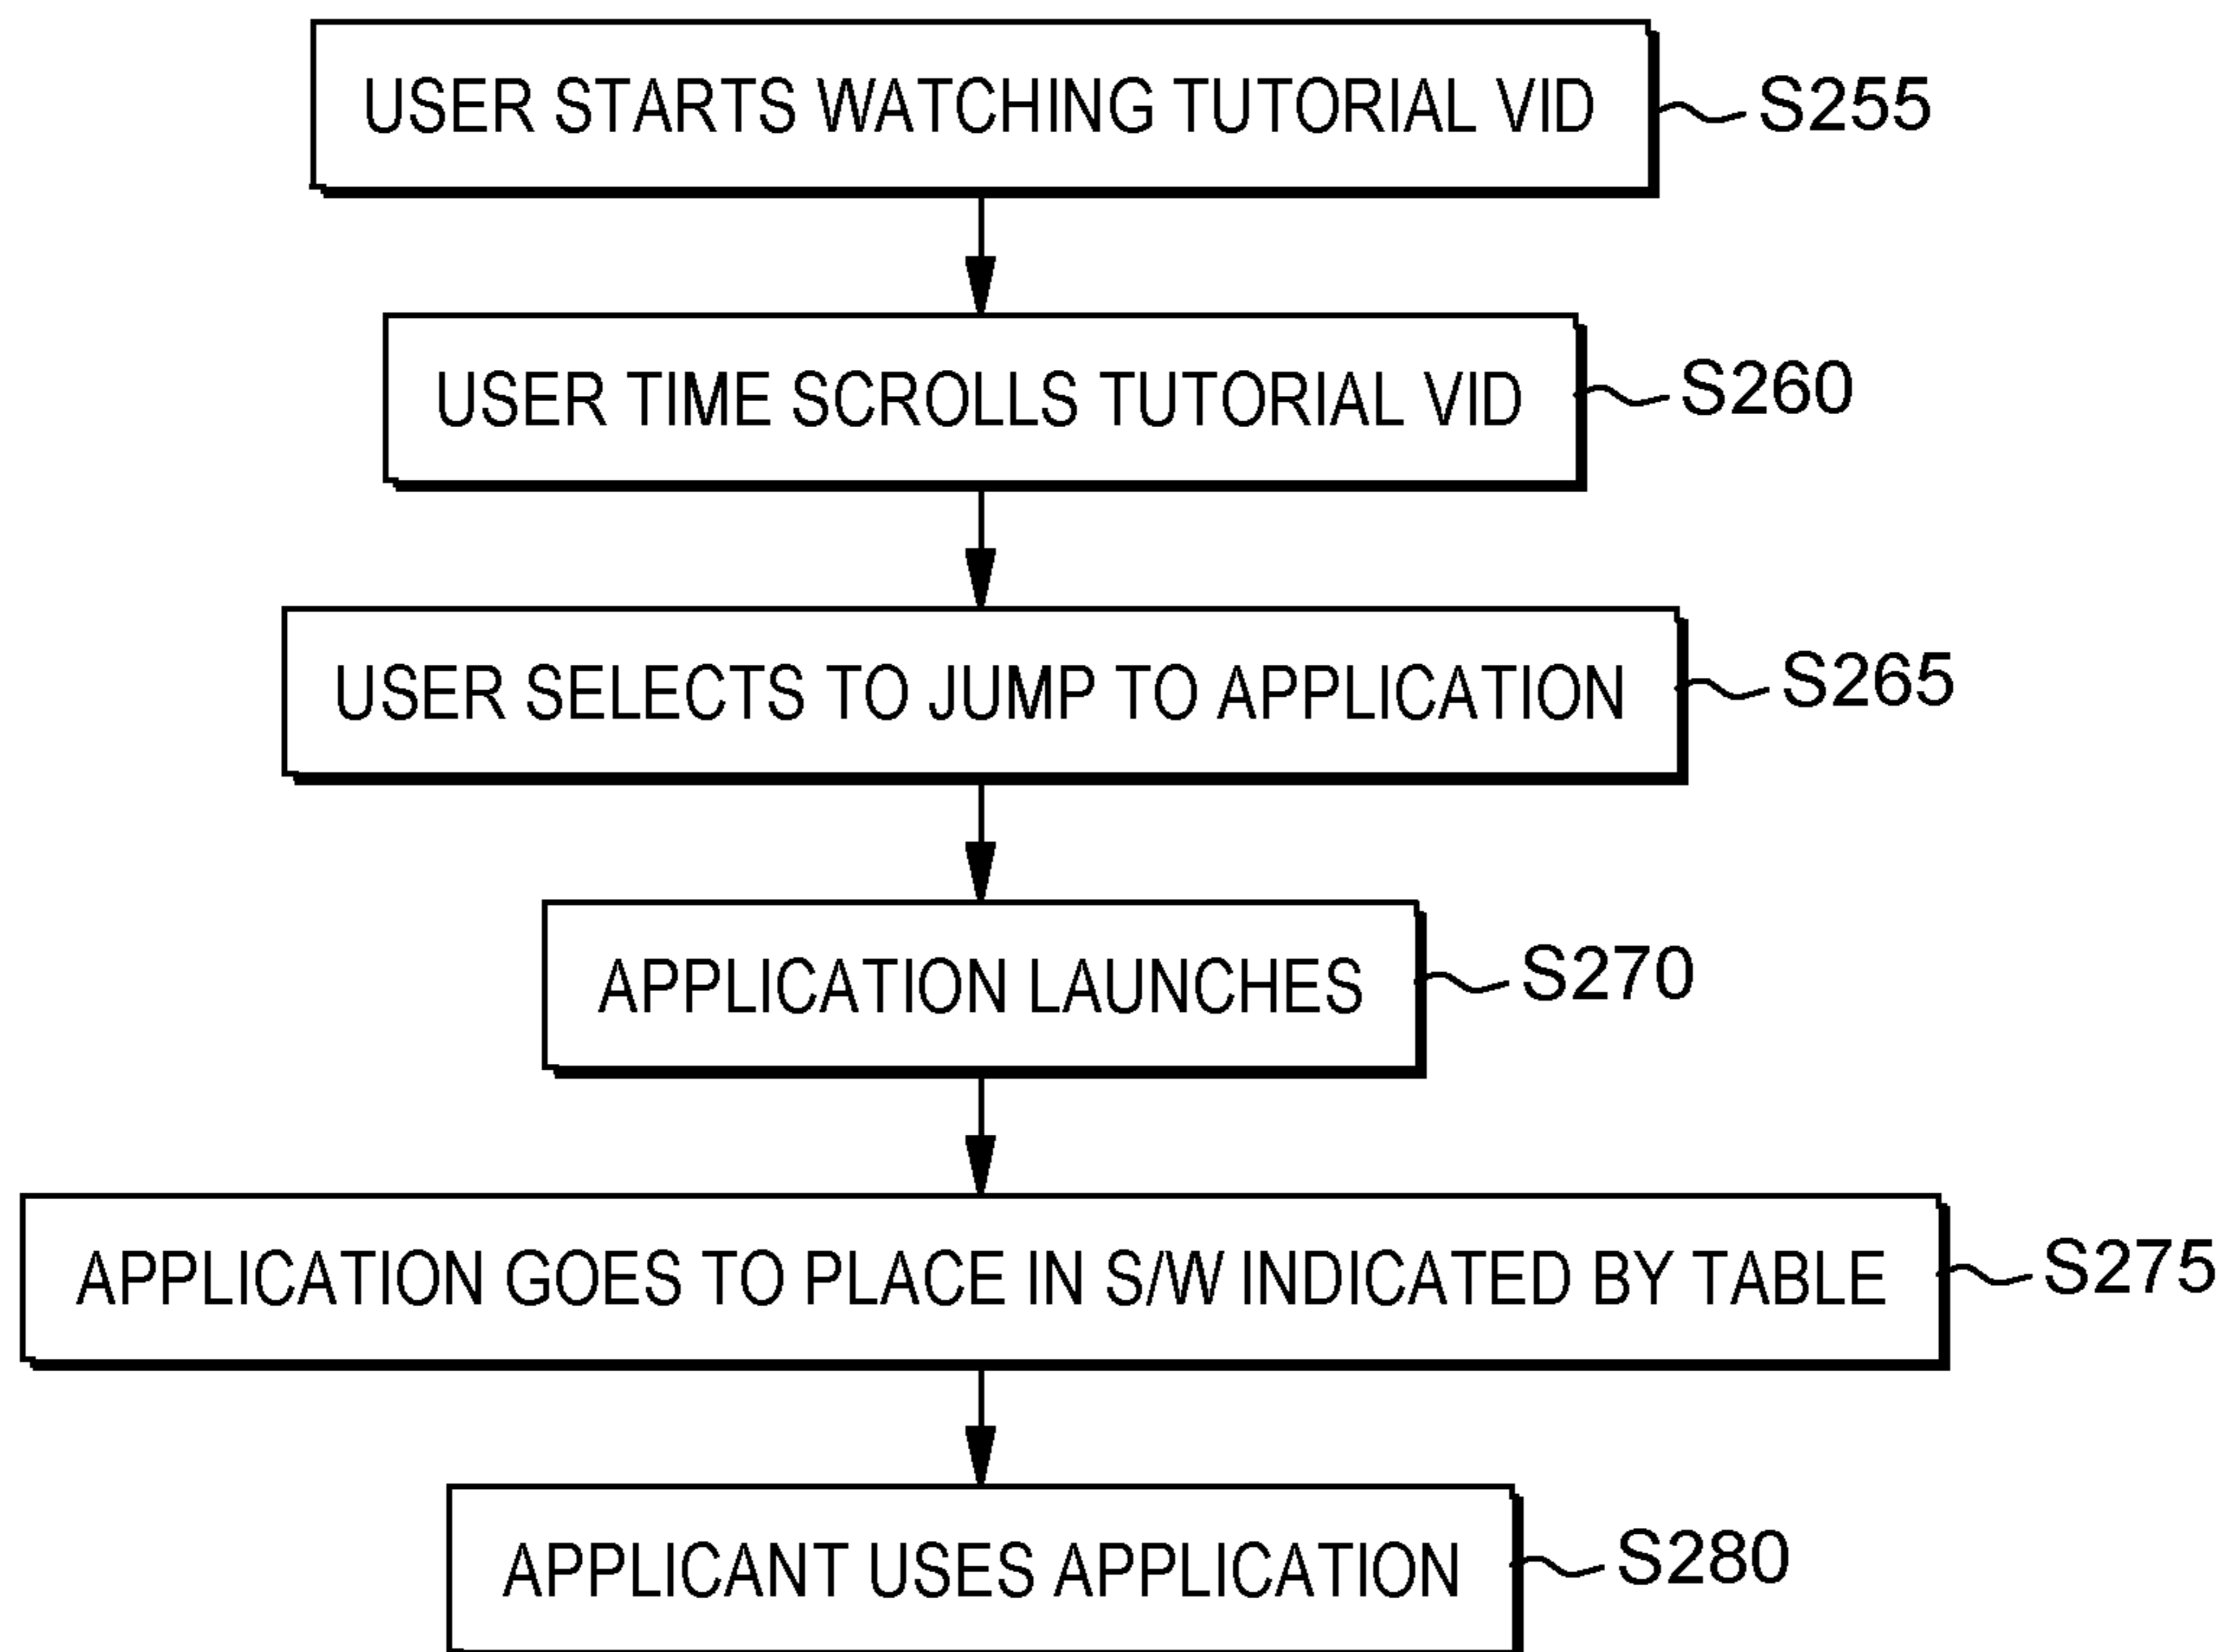 USER STARTS WATCHING TUTORIAL VID S255
USER TIME SCROLLS TUTORIAL VID S260
USER SELECTS TO JUMP TO APPLICATION S265
APPLICATION LAUNCHES S270
APPLICATION GOES TO PLACE IN S/W INDICATED BY TABLE S275
APPLICANT USES APPLICATION S280